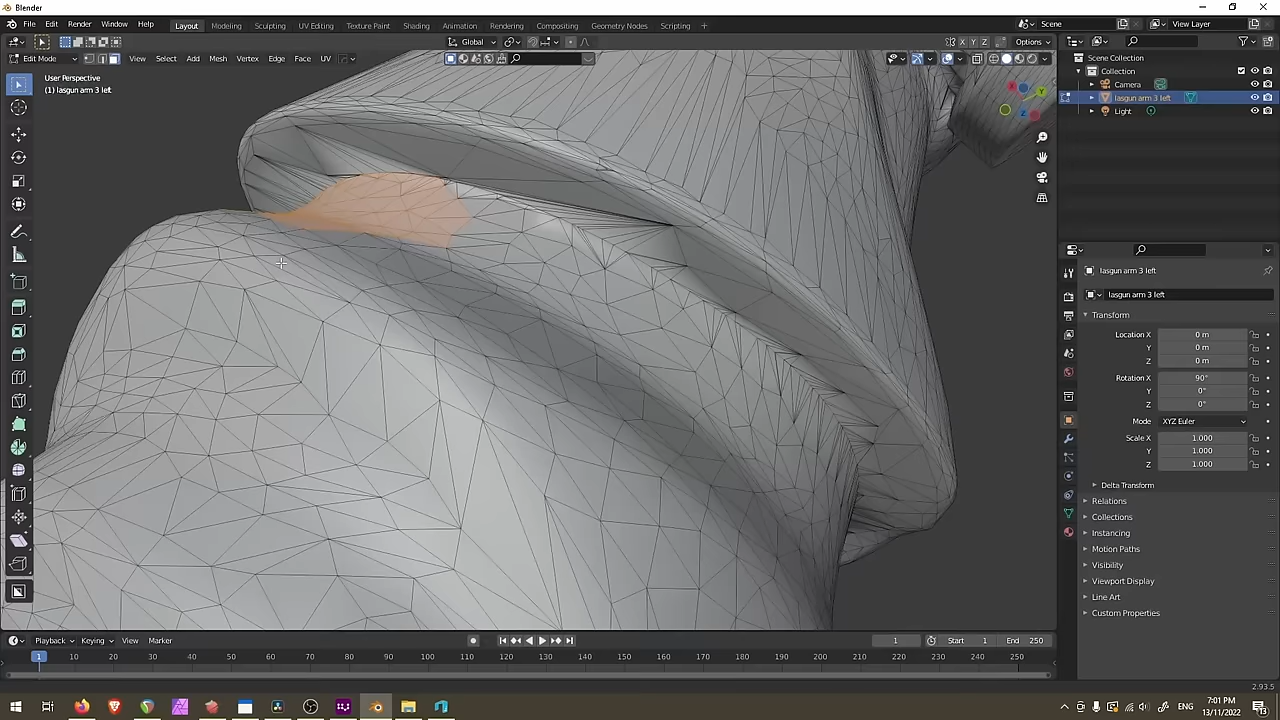 Blender
File Edit Render Window Help Layout Modeling Sculpting UV Editing Texture Paint Shading Animation Rendering Compositing Geometry Nodes Scripting + Scene View Layer
Global X Y Z Options
Edit Mode View Select Add Mesh Vertex Edge Face UV
User Perspective
(1) lasgun arm 3 left
Scene Collection
Collection
Camera
lasgun arm 3 left
Light
lasgun arm 3 left
lasgun arm 3 left
Transform
Location X 0 m
Y 0 m
Z 0 m
Rotation X 90°
Y 0°
Z 0°
Mode XYZ Euler
Scale X 1.000
Y 1.000
Z 1.000
Delta Transform
Relations
Collections
Instancing
Motion Paths
Visibility
Viewport Display
Line Art
Custom Properties
Playback Keying View Marker 1 Start 1 End 250
1 10 20 30 40 50 60 70 80 90 100 110 120 130 140 150 160 170 180 190 200 210 220 230 240 250
2.93.5
7:01 PM
13/11/2022